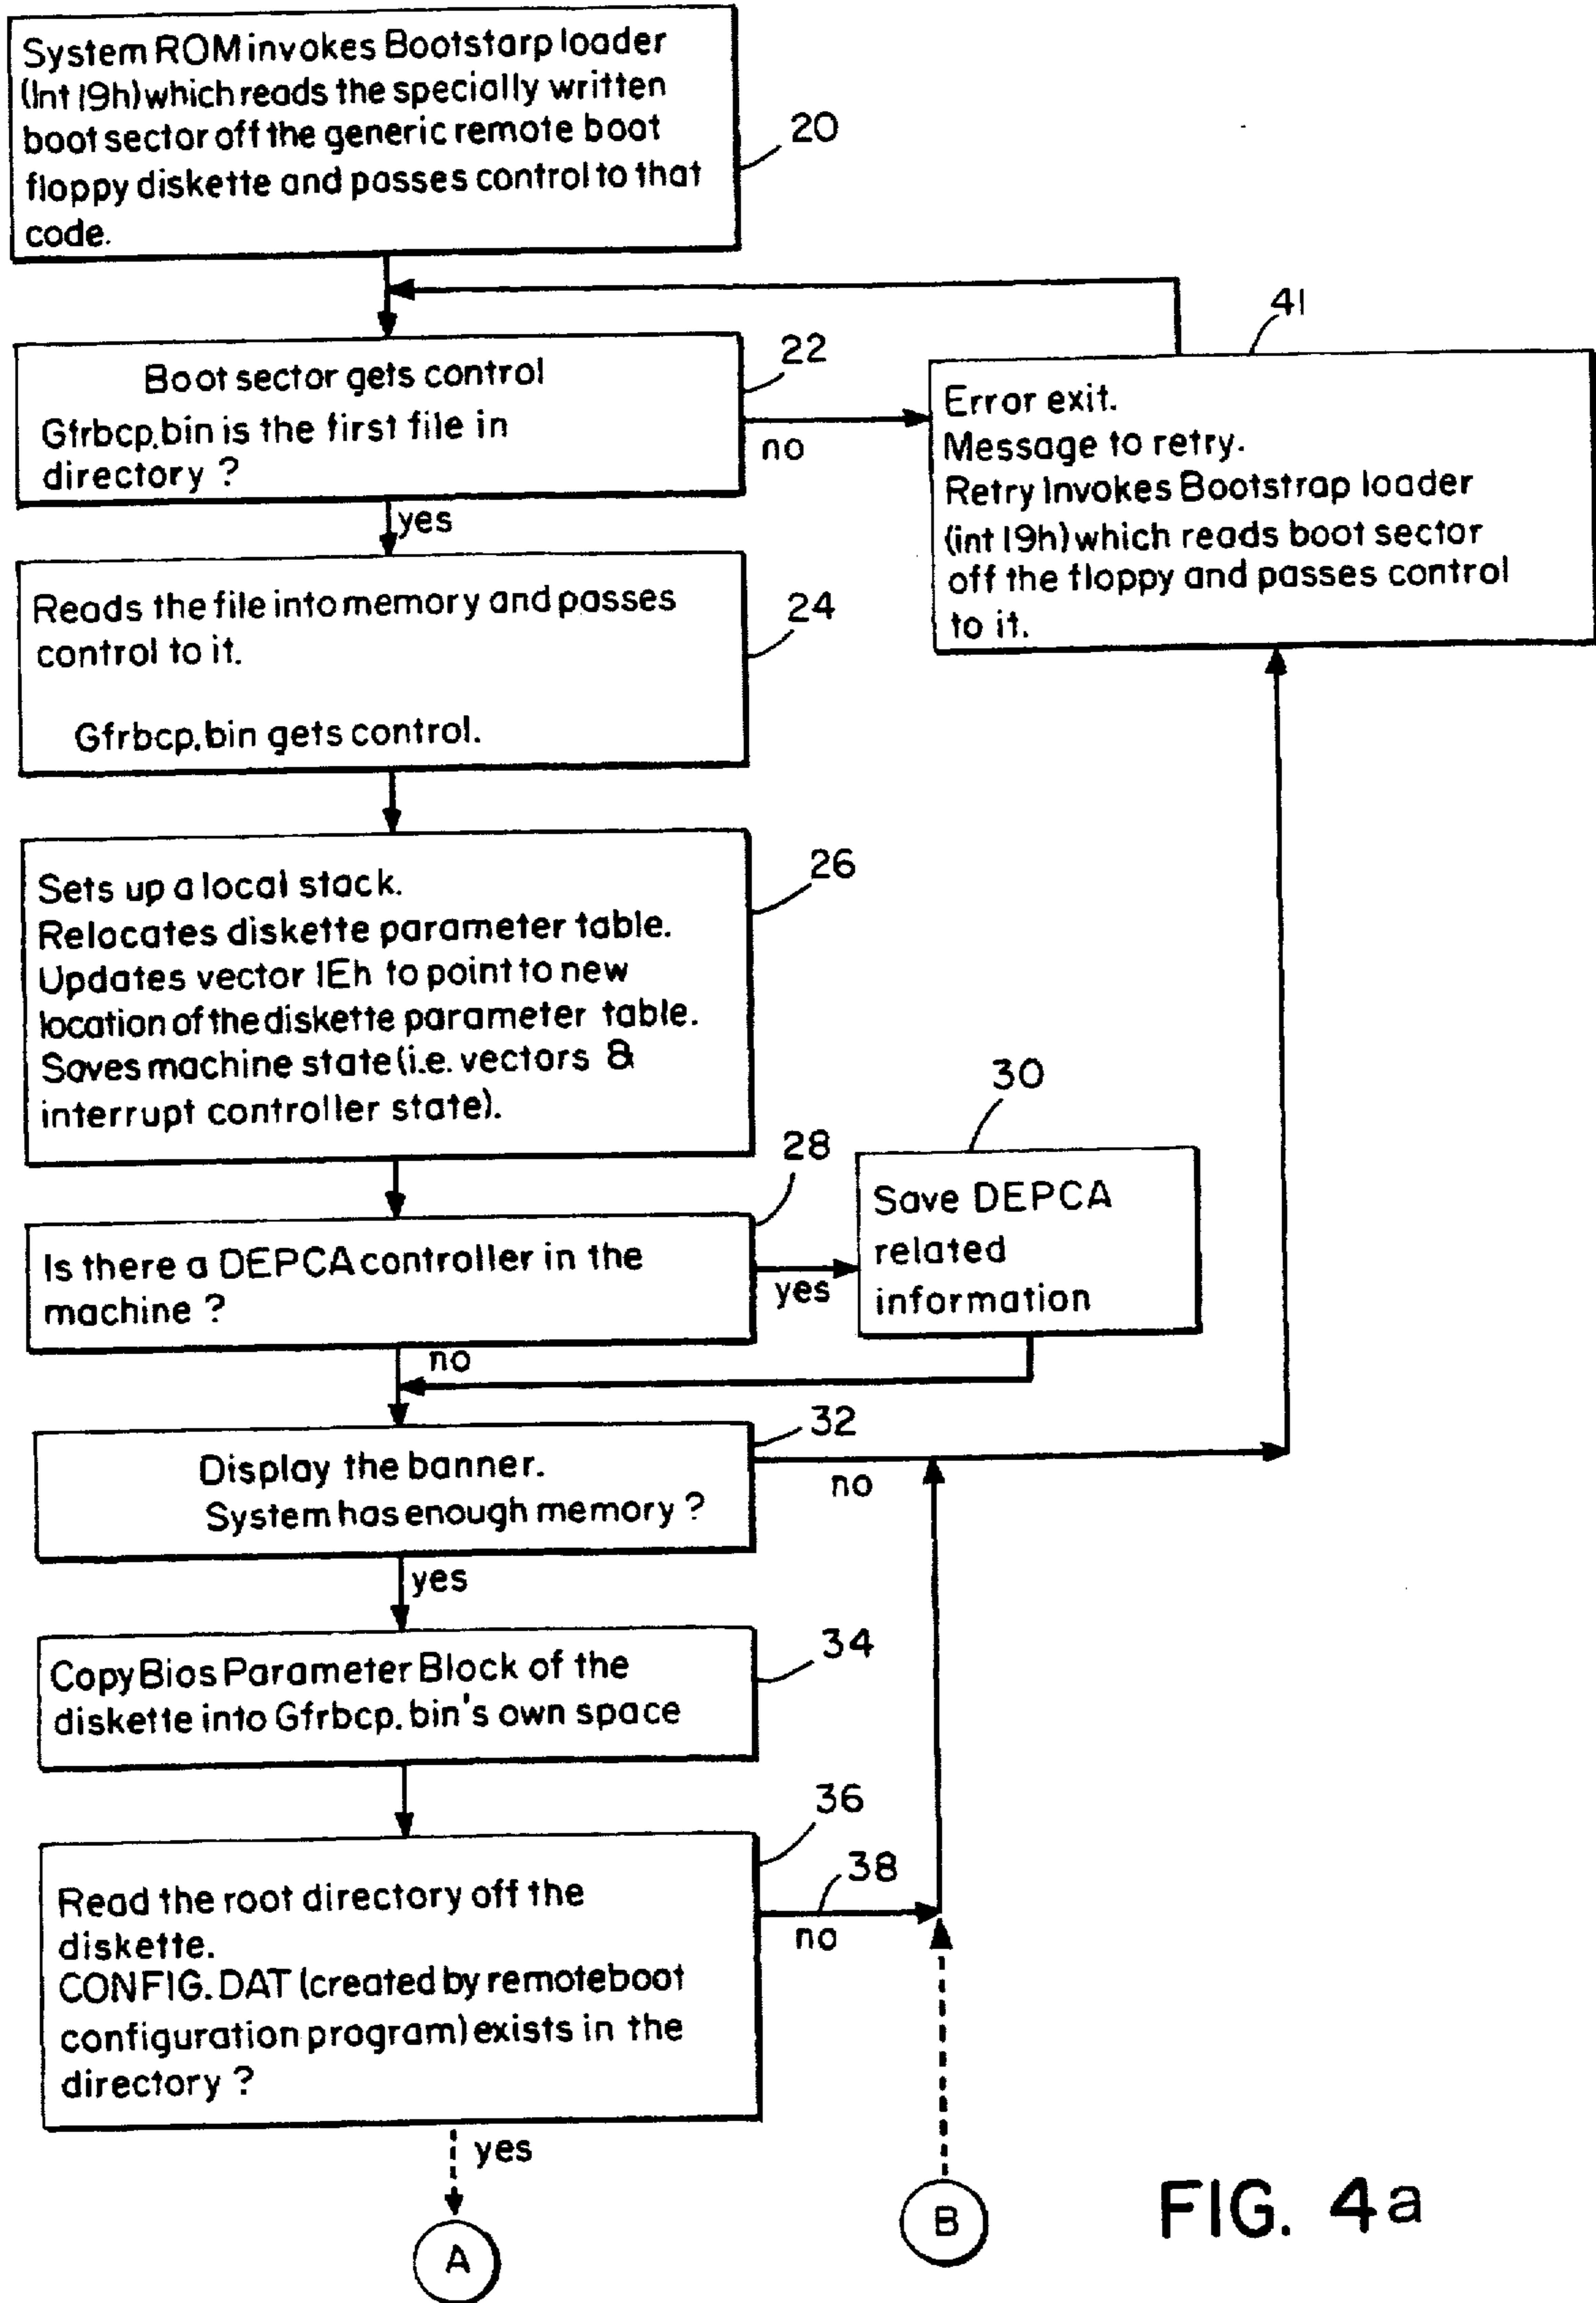 System ROM invokes Bootstarp loader
(Int 19h) which reads the specially written
boot sector off the generic remote boot
floppy diskette and passes control to that
code.
20
Boot sector gets control
Gfrbcp.bin is the first file in
directory ?
22
no
yes
41
Error exit.
Message to retry.
Retry Invokes Bootstrap loader
(int 19h) which reads boot sector
off the floppy and passes control
to it.
Reads the file into memory and passes
control to it.
Gfrbcp.bin gets control.
24
Sets up a local stack.
Relocates diskette parameter table.
Updates vector 1Eh to point to new
location of the diskette parameter table.
Saves machine state (i.e. vectors &
interrupt controller state).
26
Is there a DEPCA controller in the
machine ?
28
yes
no
30
Save DEPCA
related
information
Display the banner.
System has enough memory ?
32
no
yes
Copy Bios Parameter Block of the
diskette into Gfrbcp.bin's own space
34
Read the root directory off the
diskette.
CONFIG.DAT (created by remoteboot
configuration program) exists in the
directory ?
36
38
no
yes
A
B
FIG. 4a